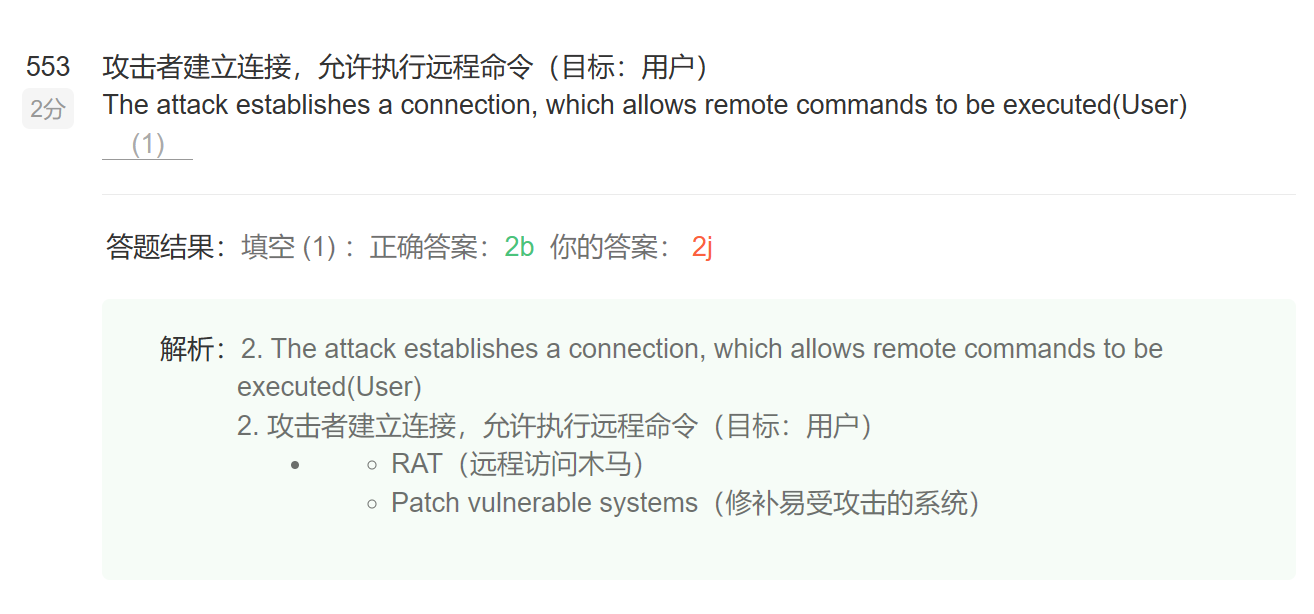 553
攻击者建立连接，允许执行远程命令（目标：用户）
2分
The attack establishes a connection, which allows remote commands to be executed(User)
(1)
答题结果：填空 (1) ：正确答案：2b 你的答案： 2j
解析：2. The attack establishes a connection, which allows remote commands to be
executed(User)
2. 攻击者建立连接，允许执行远程命令（目标：用户）
RAT（远程访问木马）
Patch vulnerable systems（修补易受攻击的系统）